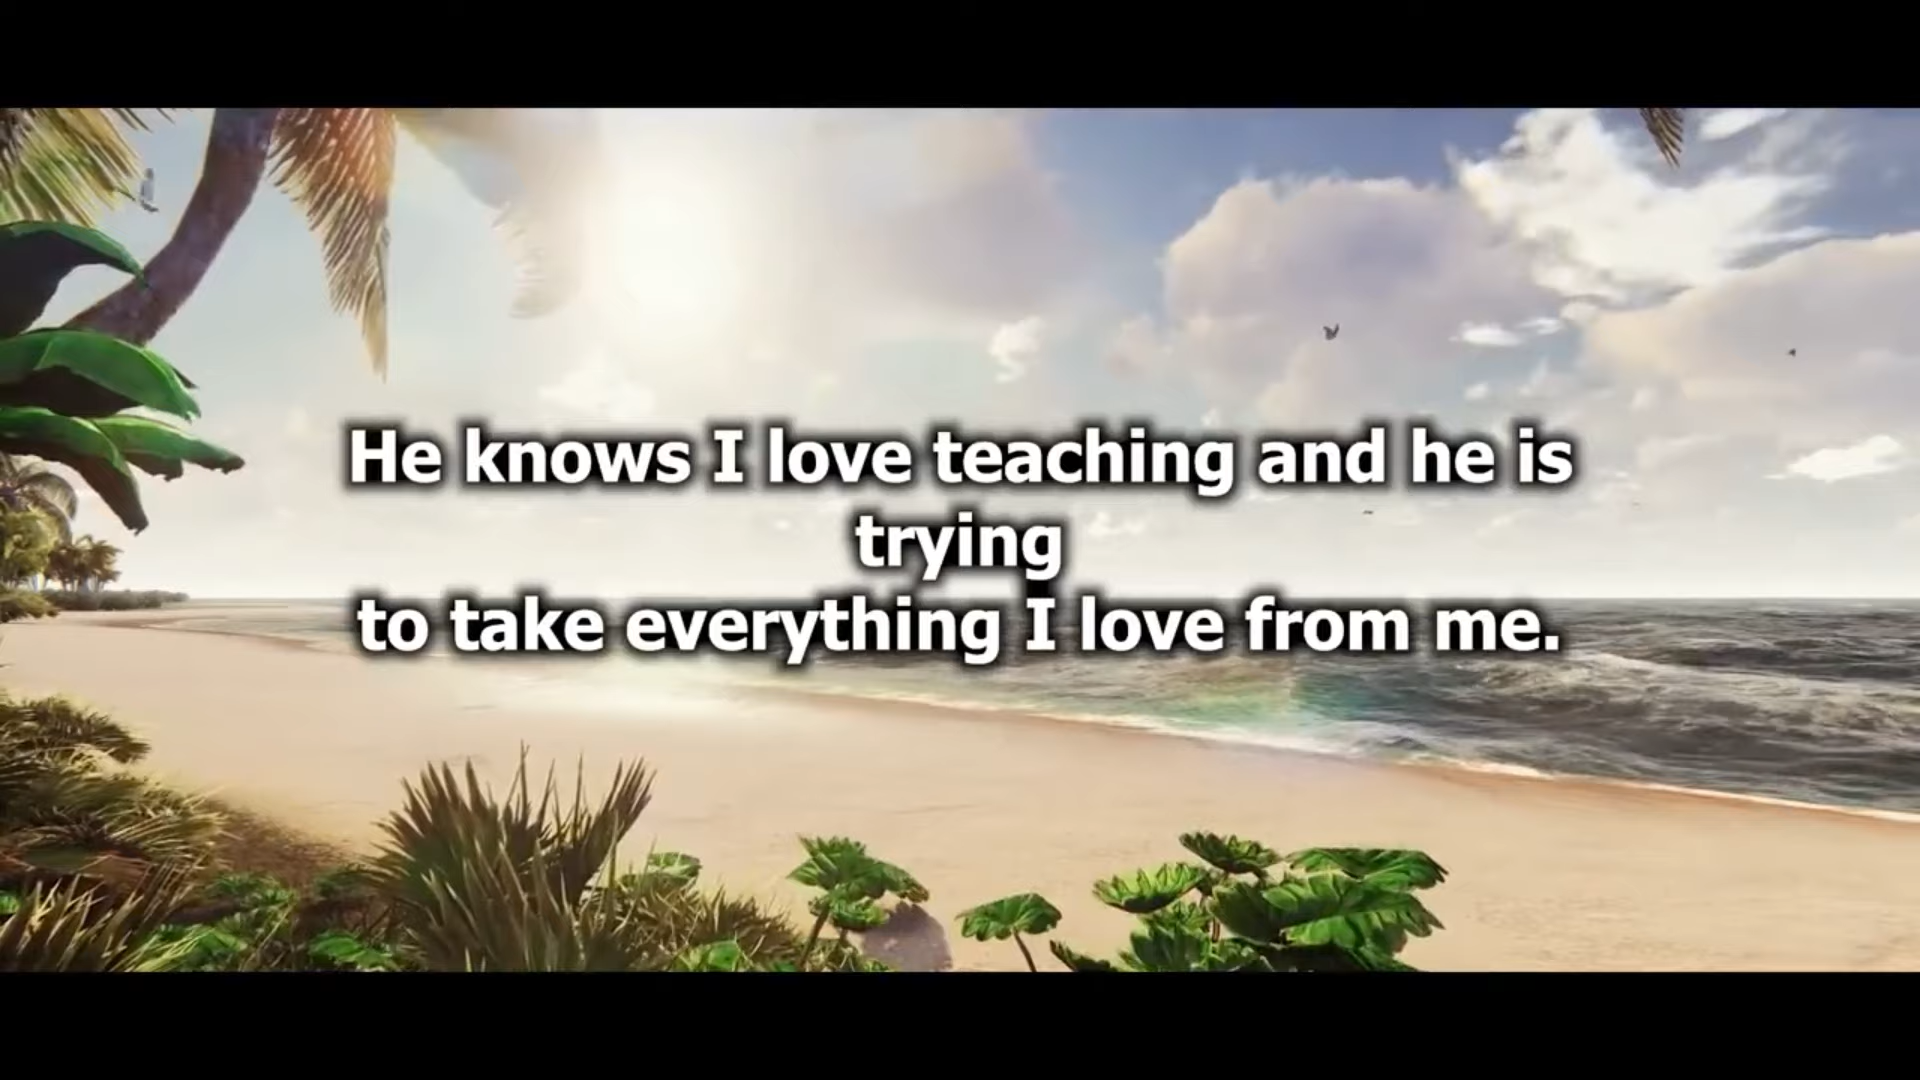 He knows I love teaching and he is
trying
to take everything I love from me.